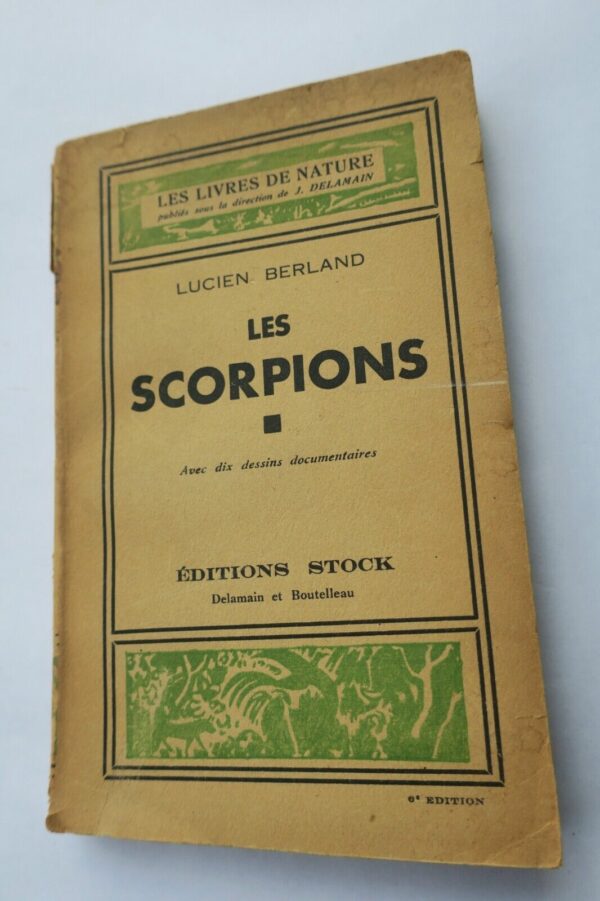 LES LIVRES DE NATURE
publiés sous la direction de J. DELAMAIN
LUCIEN BERLAND
LES
SCORPIONS
Avec dix dessins documentaires
ÉDITIONS STOCK
Delamain et Boutelleau
6e EDITION